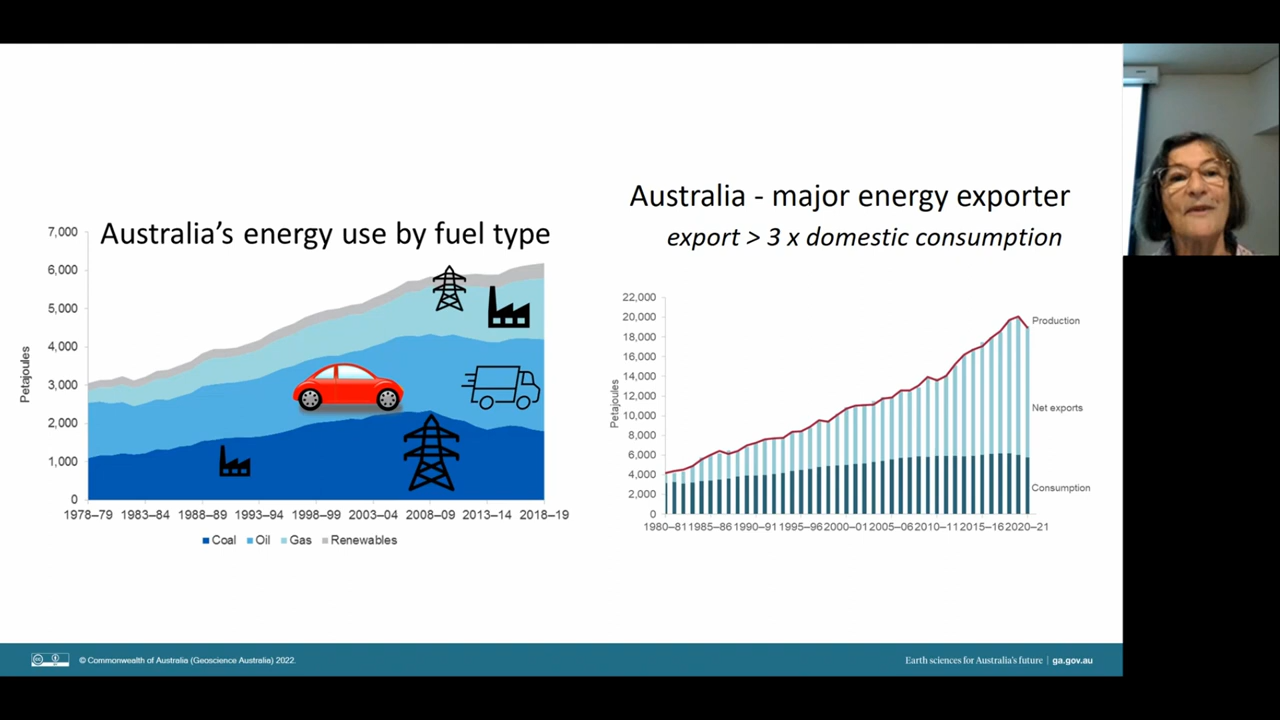 Australia's energy use by fuel type
7,000
6,000
5,000
4,000
3,000
2,000
1,000
0
Petajoules
1978–79 1983–84 1988–89 1993–94 1998–99 2003–04 2008–09 2013–14 2018–19
Coal Oil Gas Renewables
Australia - major energy exporter
export > 3 x domestic consumption
22,000
20,000
18,000
16,000
14,000
12,000
10,000
8,000
6,000
4,000
2,000
0
Petajoules
Production
Net exports
Consumption
1980–81 1985–86 1990–91 1995–96 2000–01 2005–06 2010–11 2015–16 2020–21
© Commonwealth of Australia (Geoscience Australia) 2022.
Earth sciences for Australia's future | ga.gov.au